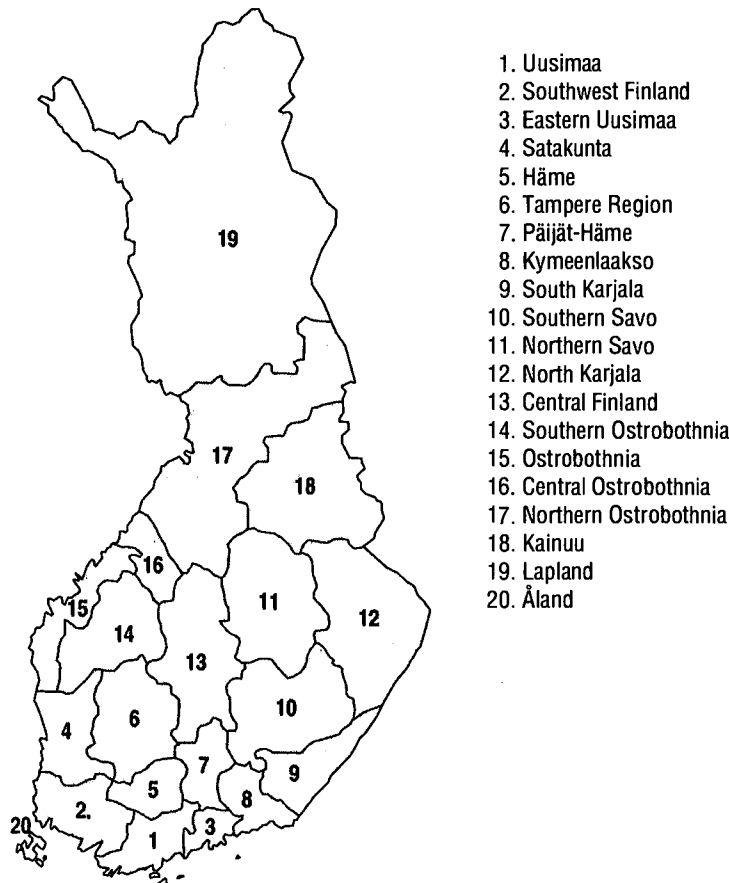 1. Uusimaa
2. Southwest Finland
3. Eastern Uusimaa
4. Satakunta
5. Häme
6. Tampere Region
7. Päijät-Häme
8. Kymeenlaakso
9. South Karjala
10. Southern Savo
11. Northern Savo
12. North Karjala
13. Central Finland
14. Southern Ostrobothnia
15. Ostrobothnia
16. Central Ostrobothnia
17. Northern Ostrobothnia
18. Kainuu
19. Lapland
20. Åland
19
17
18
16
11
15
12
14
13
10
6
4
9
7
5
8
2.
20
3
1